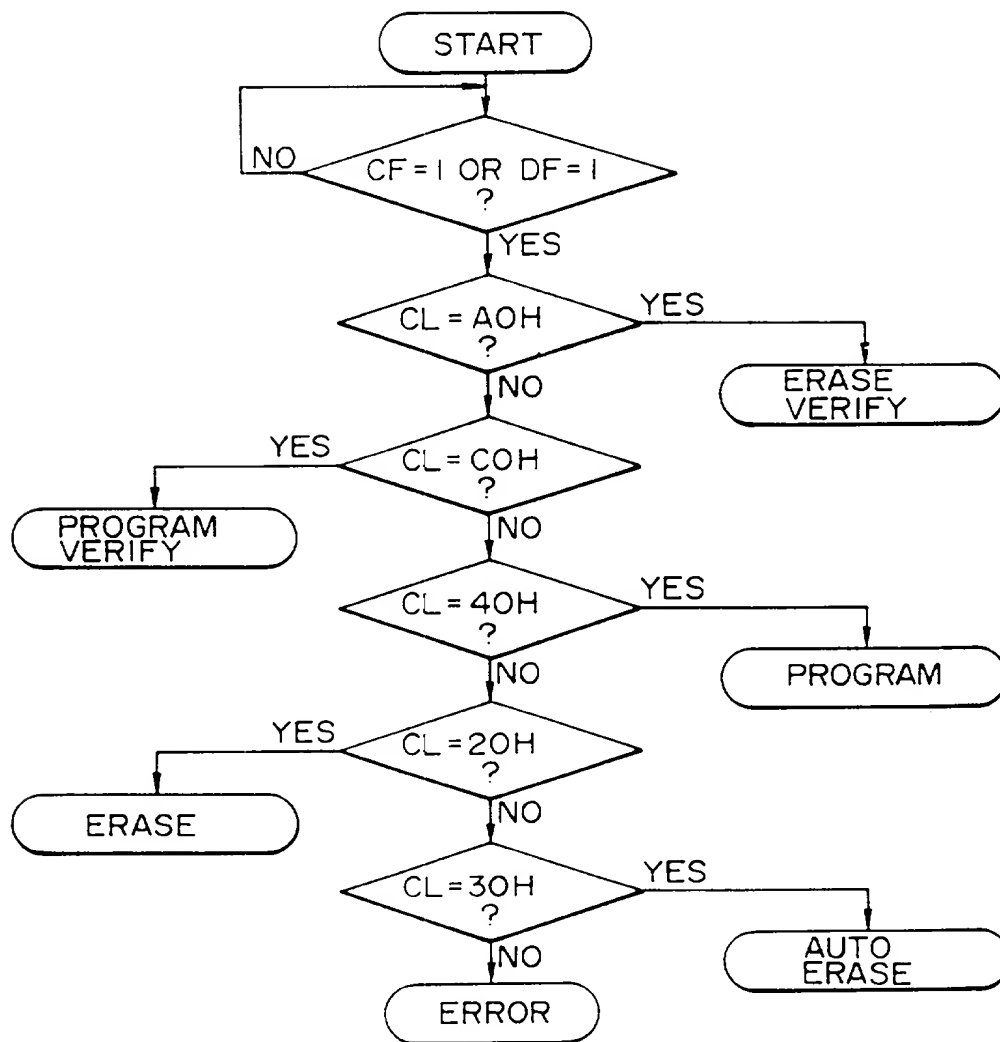 START
NO
CF=1 OR DF=1
?
YES
CL=A0H
?
YES
ERASE
VERIFY
NO
YES
CL=C0H
?
PROGRAM
VERIFY
NO
CL=40H
?
YES
PROGRAM
NO
YES
CL=20H
?
ERASE
NO
CL=30H
?
YES
AUTO
ERASE
NO
ERROR